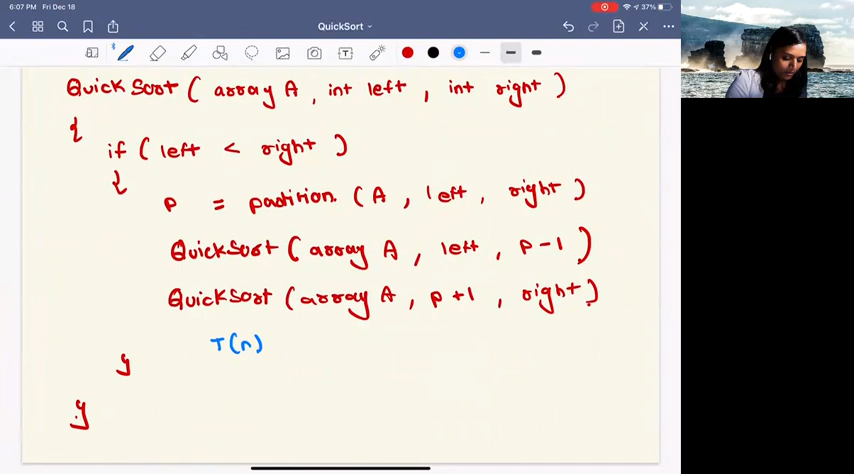 6:07 PM Fri Dec 18
37%
QuickSort
QuickSort ( array A , int left , int right )
{
if ( left < right )
{
p = partition ( A , left , right )
QuickSort ( array A , left , p - 1 )
QuickSort ( array A , p + 1 , right )
T(n)
}
}